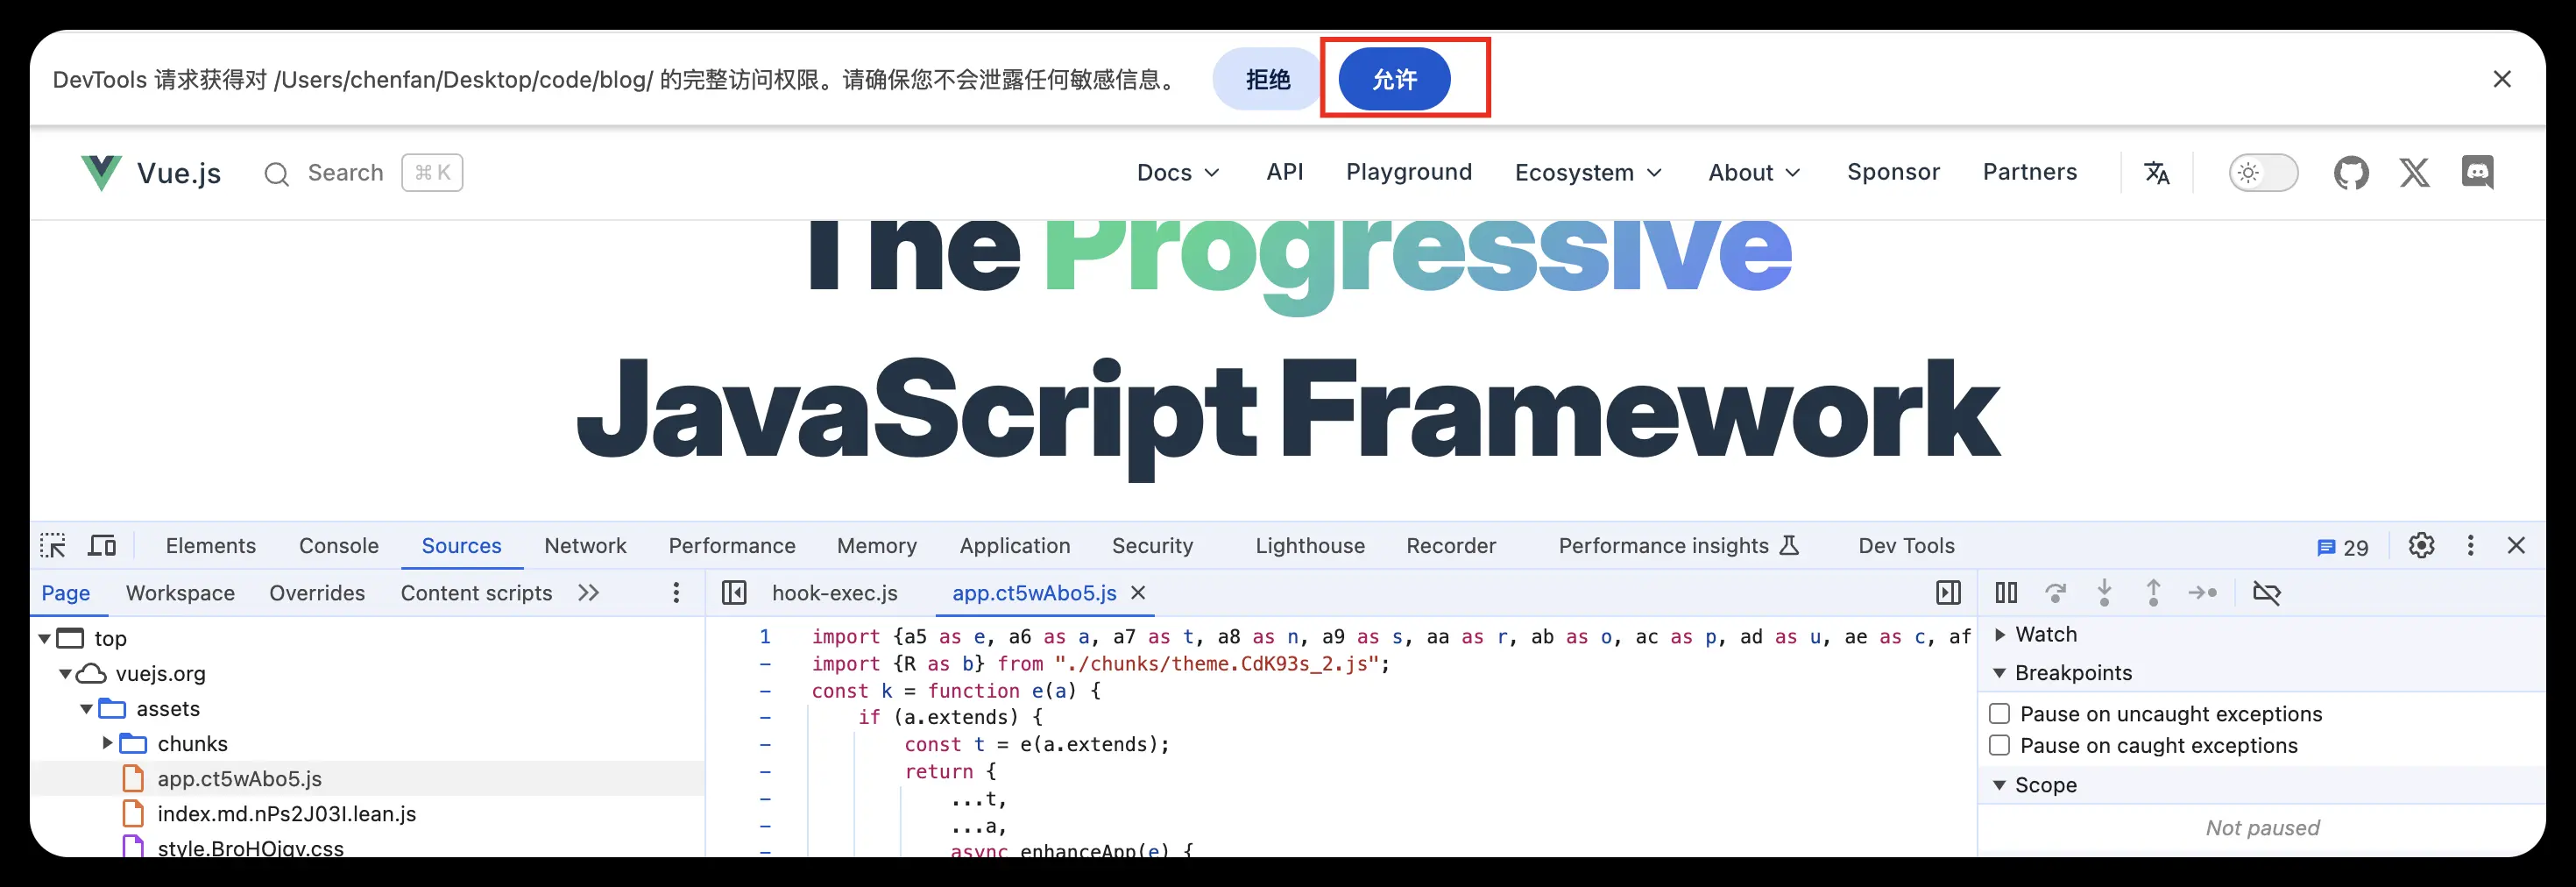 DevTools 请求获得对 /Users/chenfan/Desktop/code/blog/ 的完整访问权限。请确保您不会泄露任何敏感信息。 拒绝 允许
Vue.js Search ⌘ K Docs API Playground Ecosystem About Sponsor Partners
The Progressive
JavaScript Framework
Elements Console Sources Network Performance Memory Application Security Lighthouse Recorder Performance insights Dev Tools 29
Page Workspace Overrides Content scripts hook-exec.js app.ct5wAbo5.js
top
vuejs.org
assets
chunks
app.ct5wAbo5.js
index.md.nPs2J03I.lean.js
style.BroHOjgv.css
1 import {a5 as e, a6 as a, a7 as t, a8 as n, a9 as s, aa as r, ab as o, ac as p, ad as u, ae as c, af
– import {R as b} from "./chunks/theme.CdK93s_2.js";
– const k = function e(a) {
– if (a.extends) {
– const t = e(a.extends);
– return {
– ...t,
– ...a,
– async enhanceApp(e) {
Watch
Breakpoints
Pause on uncaught exceptions
Pause on caught exceptions
Scope
Not paused